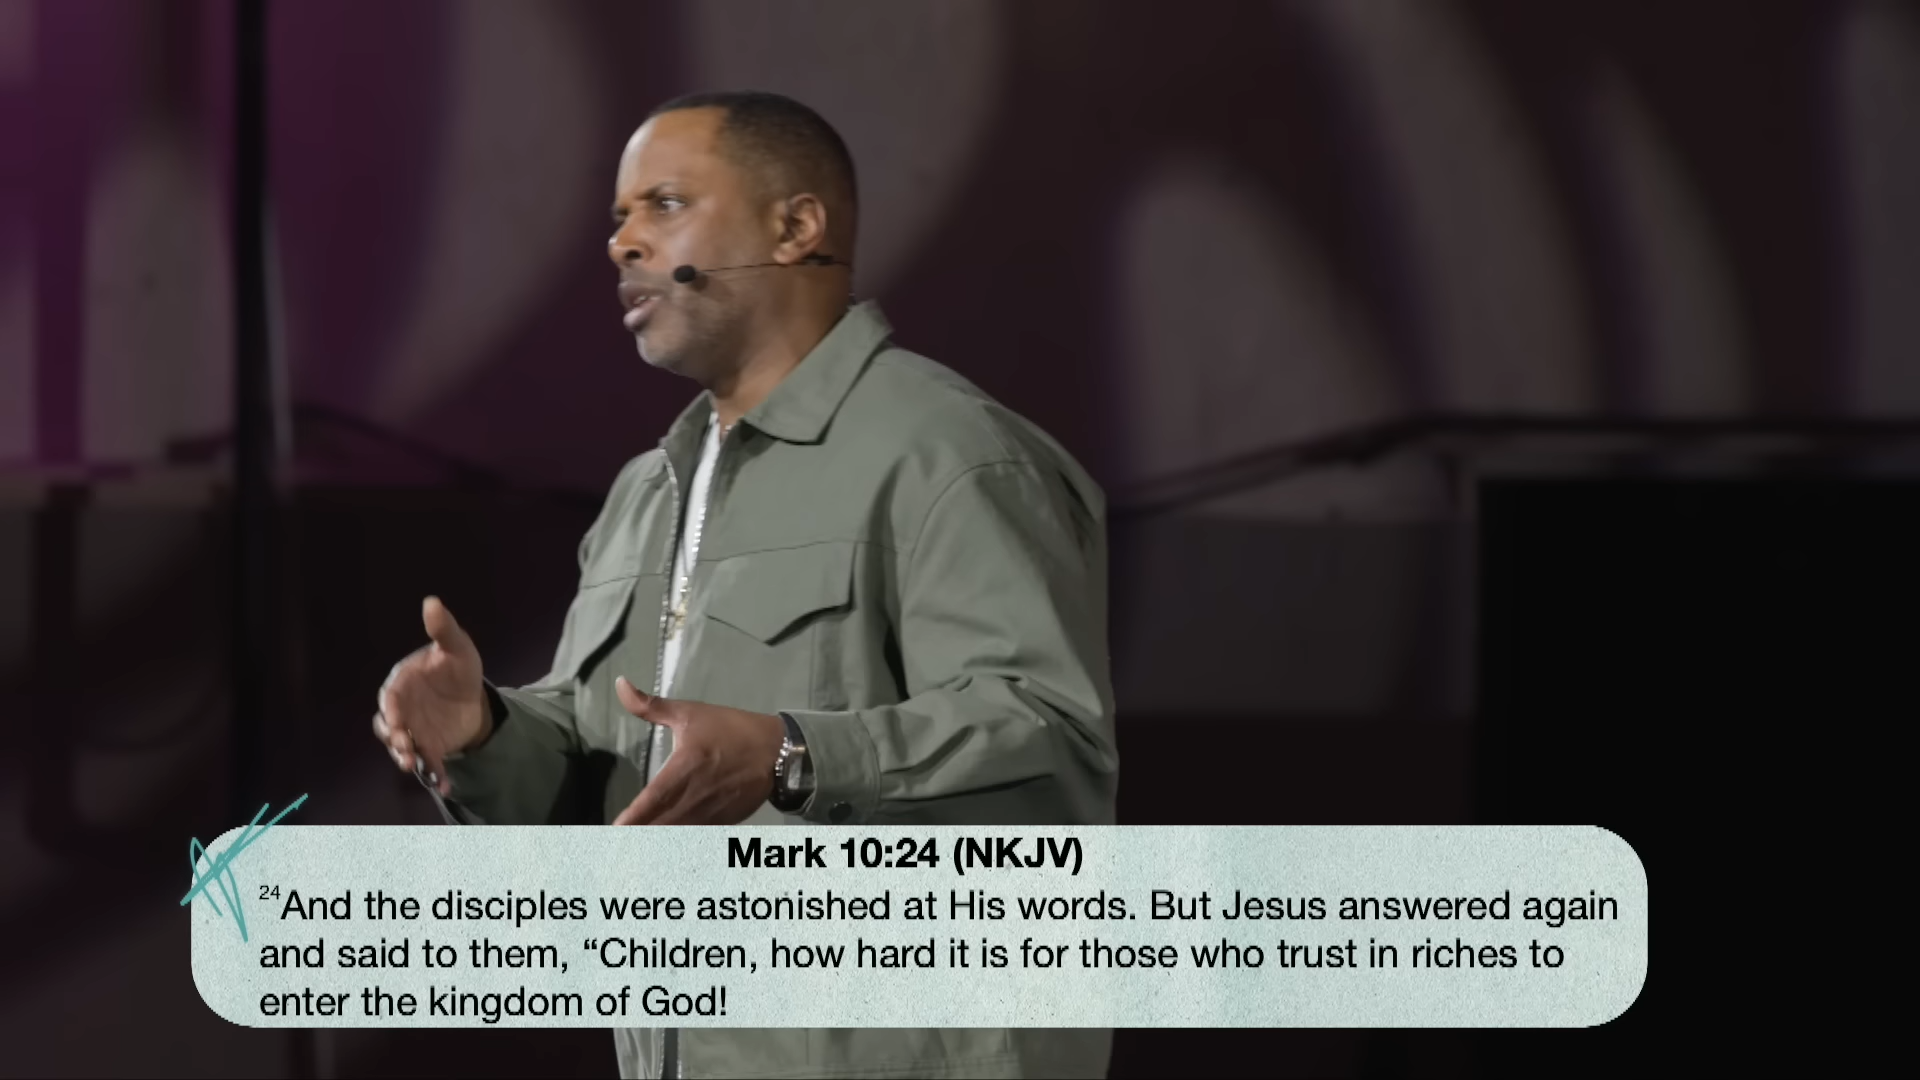 Mark 10:24 (NKJV)
24And the disciples were astonished at His words. But Jesus answered again
and said to them, “Children, how hard it is for those who trust in riches to
enter the kingdom of God!